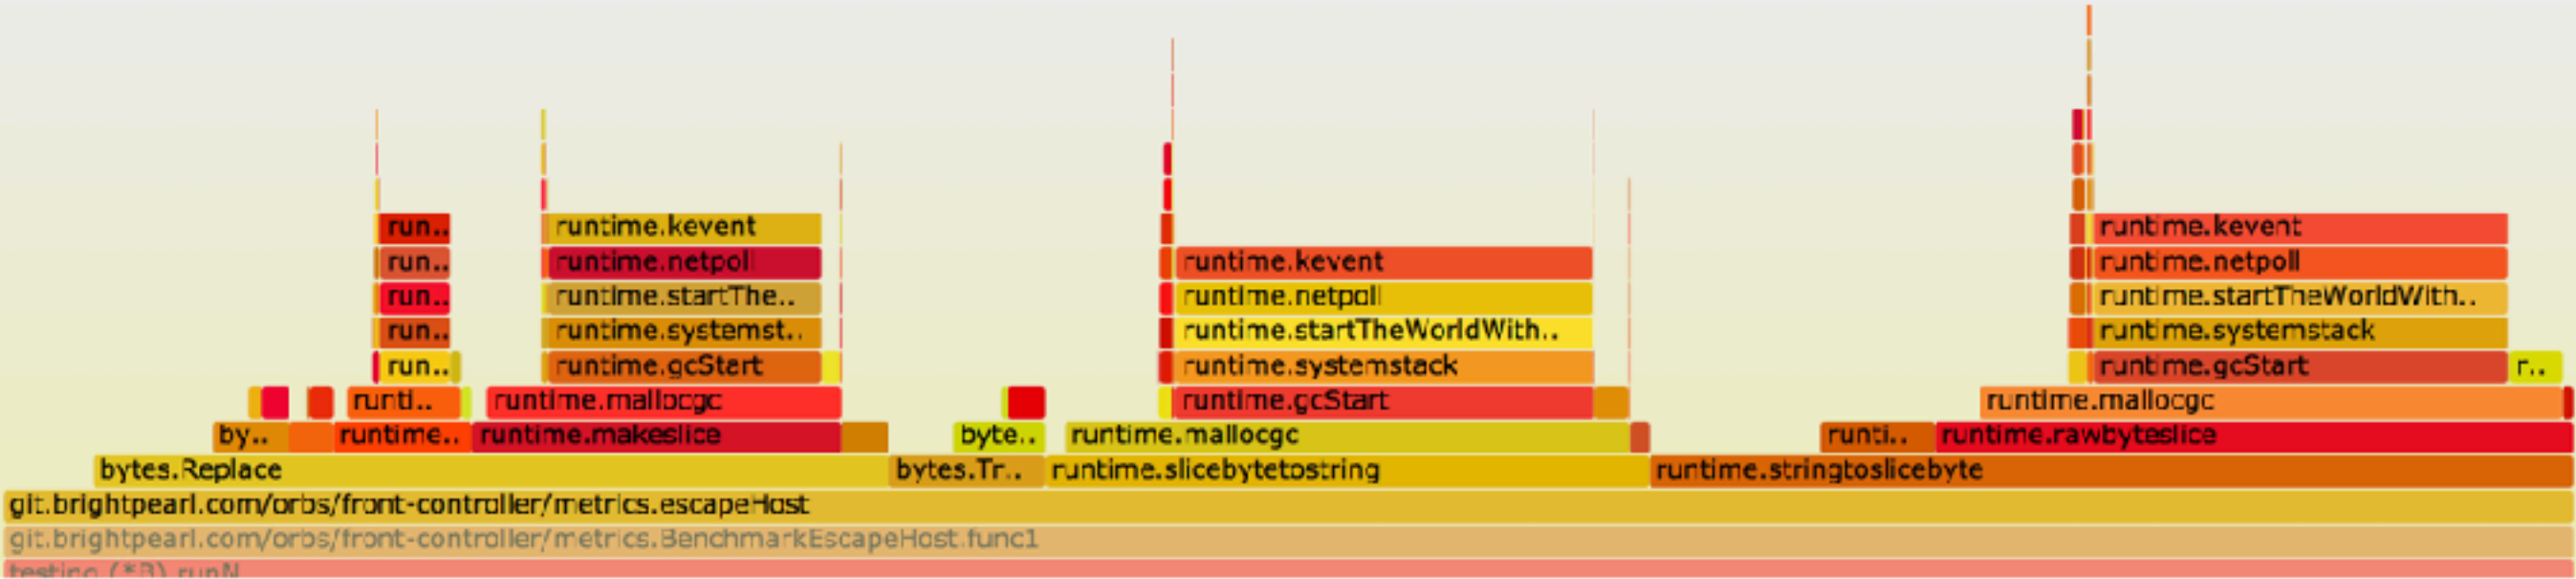 run.. runtime.kevent runtime.kevent
run.. runtime.netpoll runtime.kevent runtime.netpoll
run.. runtime.startThe.. runtime.netpoll runtime.startTheWorldWith..
run.. runtime.systemst.. runtime.startTheWorldWith.. runtime.systemstack
run.. runtime.gcStart runtime.systemstack runtime.gcStart r..
runti.. runtime.mallocgc runtime.gcStart runtime.mallocgc
by.. runtime.. runtime.makeslice byte.. runtime.mallocgc runti.. runtime.rawbyteslice
bytes.Replace bytes.Tr.. runtime.slicebytetostring runtime.stringtoslicebyte
git.brightpearl.com/orbs/front-controller/metrics.escapeHost
git.brightpearl.com/orbs/front-controller/metrics.BenchmarkEscapeHost.func1
testing.(*B).runN